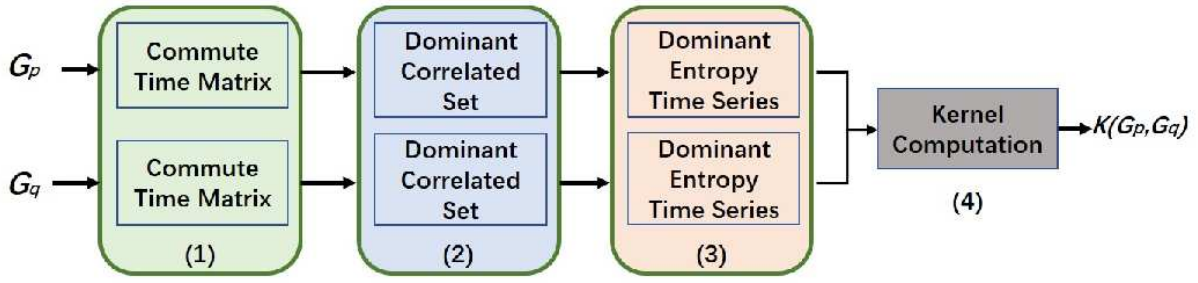 Gp
Commute
Time Matrix
Dominant
Correlated
Set
Dominant
Entropy
Time Series
Kernel
Computation
K(Gp,Gq)
Gq
Commute
Time Matrix
Dominant
Correlated
Set
Dominant
Entropy
Time Series
(1)
(2)
(3)
(4)